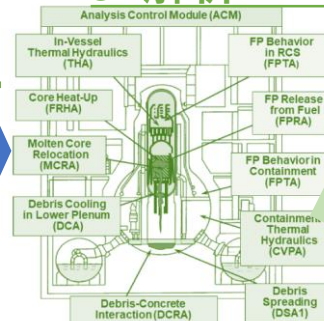 Analysis Control Module (ACM)
In-Vessel
Thermal Hydraulics
(THA)
FP Behavior
in RCS
(FPTA)
Core Heat-Up
(FRHA)
FP Release
from Fuel
(FPRA)
Molten Core
Relocation
(MCRA)
FP Behavior in
Containment
(FPTA)
Debris Cooling
in Lower Plenum
(DCA)
Containment
Thermal
Hydraulics
(CVPA)
Debris-Concrete
Interaction (DCRA)
Debris
Spreading
(DSA1)